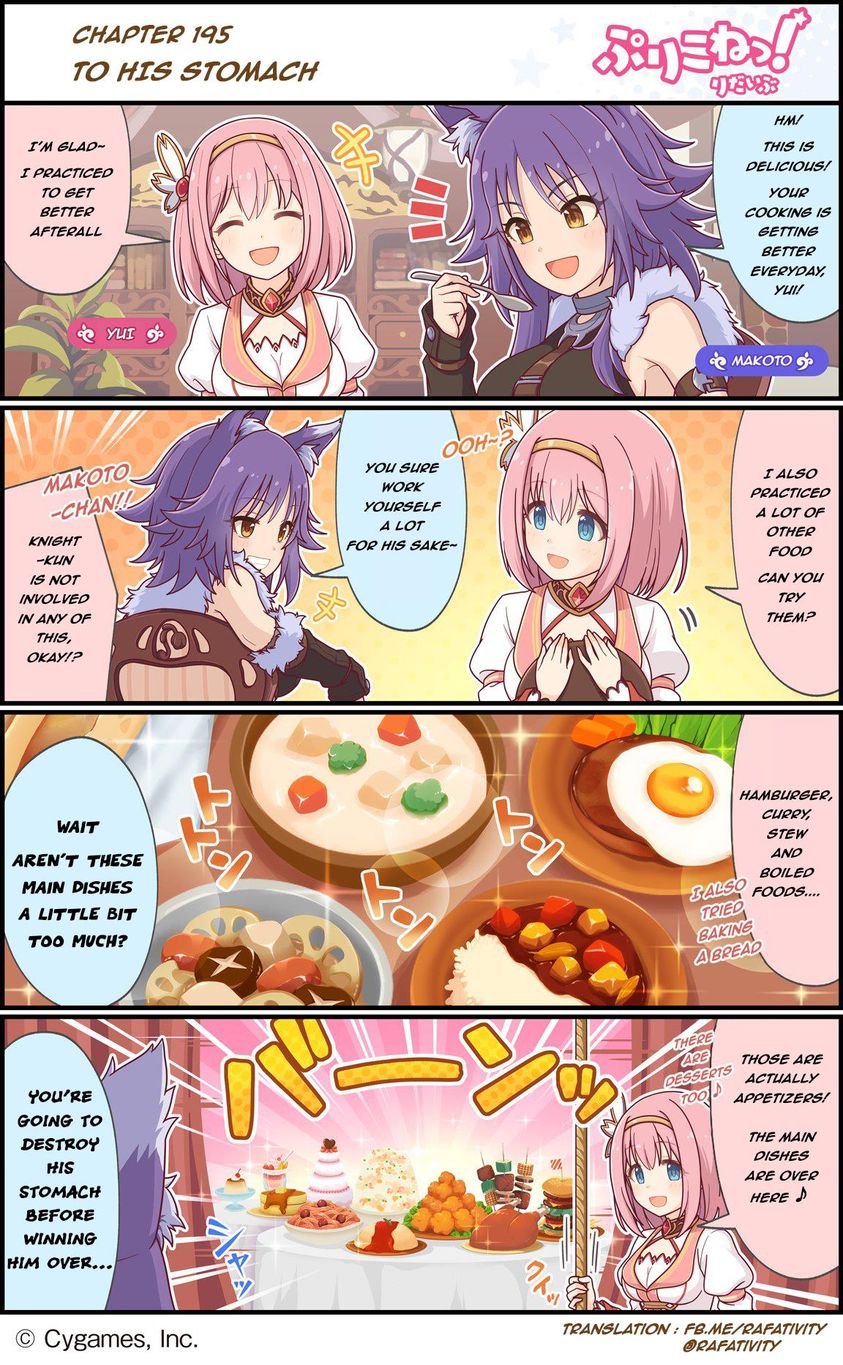 CHAPTER 195
TO HIS STOMACH
ぷりこねっ!
りだいぶ
HM!
THIS IS
DELICIOUS!
YOUR
COOKING IS
GETTING
BETTER
EVERYDAY,
YUI!
I'M GLAD~
I PRACTICED
TO GET
BETTER
AFTERALL
YUI
MAKOTO
I ALSO
PRACTICED
A LOT OF
OTHER
FOOD
CAN YOU
TRY
THEM?
OOH~?
YOU SURE
WORK
YOURSELF
A LOT
FOR HIS SAKE~
MAKOTO
-CHAN!!
KNIGHT
-KUN
IS NOT
INVOLVED
IN ANY OF
THIS,
OKAY!?
HAMBURGER,
CURRY,
STEW
AND
BOILED
FOODS....
I ALSO
TRIED
BAKING
A BREAD
トン
トン
トン
トン
WAIT
AREN'T THESE
MAIN DISHES
A LITTLE BIT
TOO MUCH?
THOSE ARE
ACTUALLY
APPETIZERS!
THE MAIN
DISHES
ARE OVER
HERE ♪
THERE
ARE
DESSERTS
TOO ♪
バーンッ
シャッ
クイッ
YOU'RE
GOING TO
DESTROY
HIS
STOMACH
BEFORE
WINNING
HIM OVER...
© Cygames, Inc.
TRANSLATION : FB.ME/RAFATIVITY
@RAFATIVITY